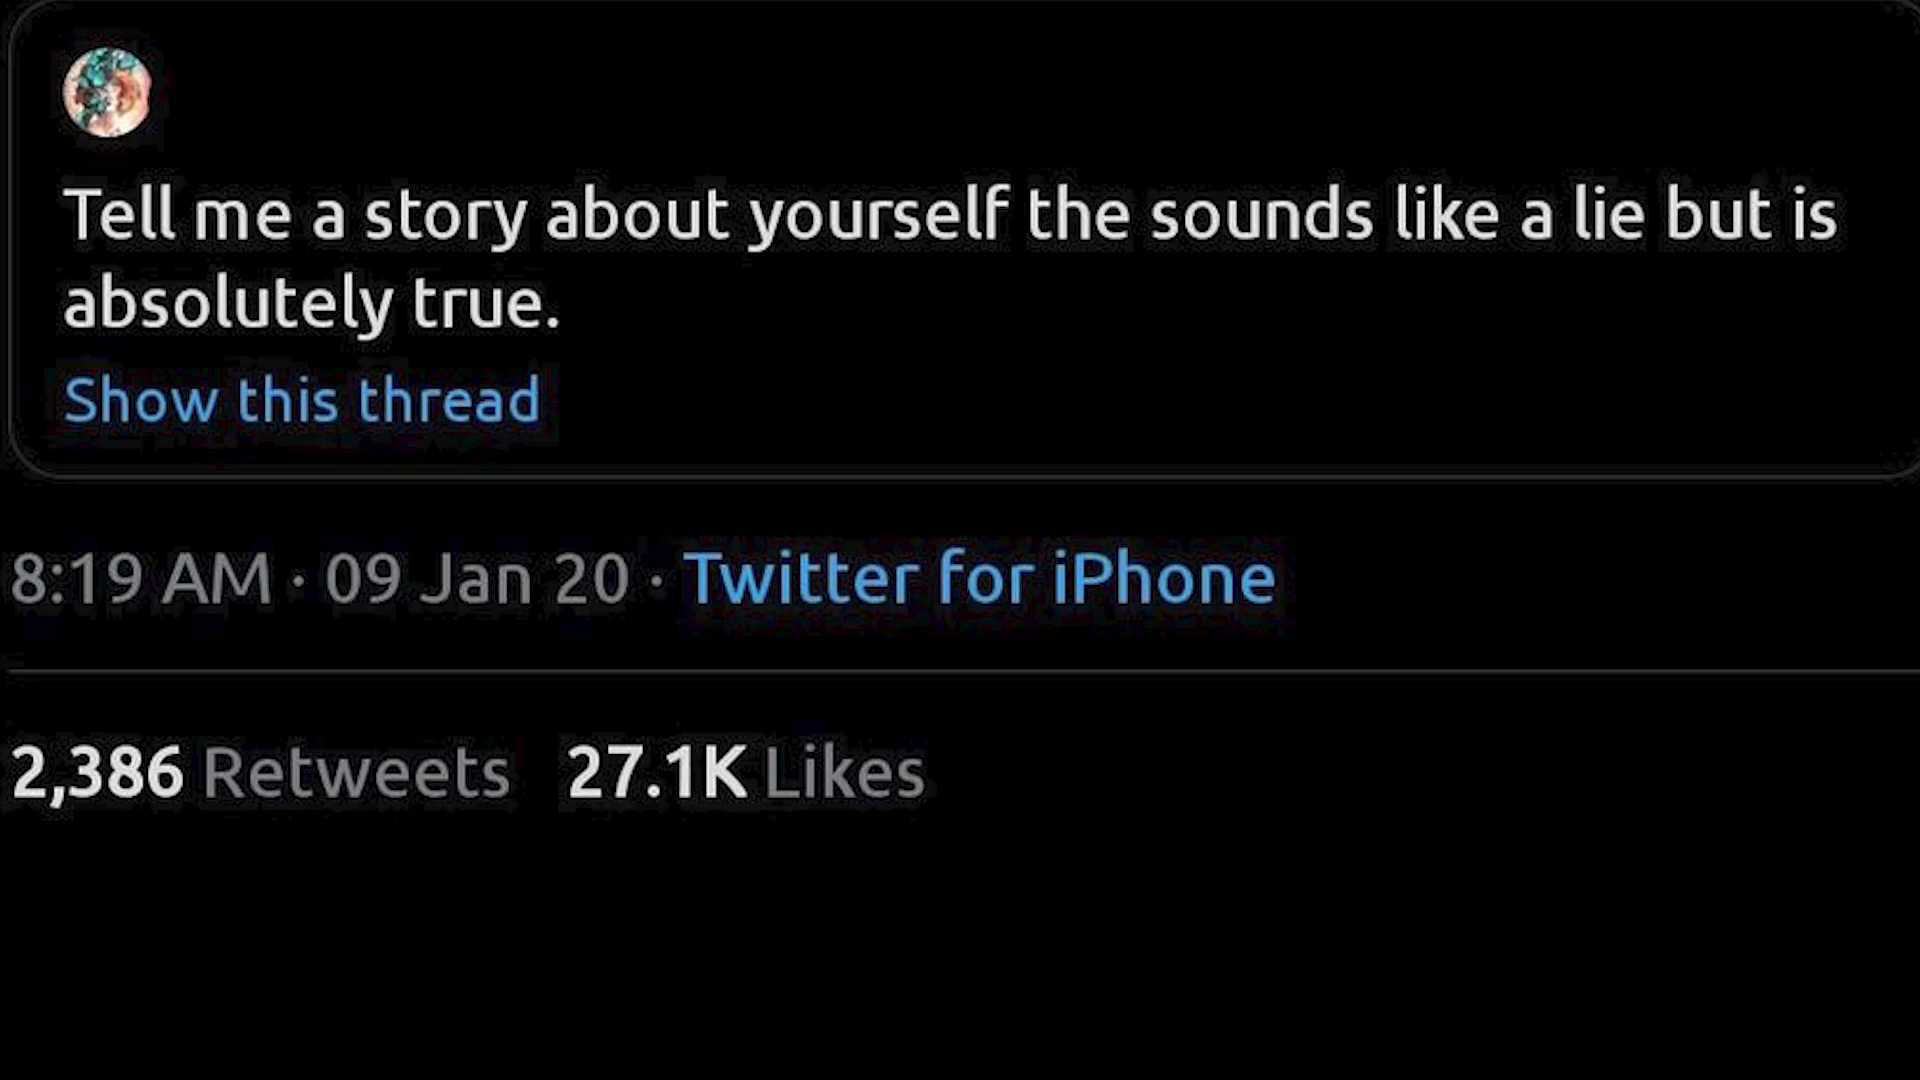 Tell me a story about yourself the sounds like a lie but is
absolutely true.
Show this thread
8:19 AM · 09 Jan 20 · Twitter for iPhone
2,386 Retweets 27.1K Likes